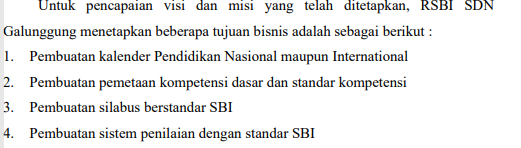 Untuk pencapaian visi dan misi yang telah ditetapkan, RSBI SDN
Galunggung menetapkan beberapa tujuan bisnis adalah sebagai berikut :
1. Pembuatan kalender Pendidikan Nasional maupun International
2. Pembuatan pemetaan kompetensi dasar dan standar kompetensi
3. Pembuatan silabus berstandar SBI
4. Pembuatan sistem penilaian dengan standar SBI